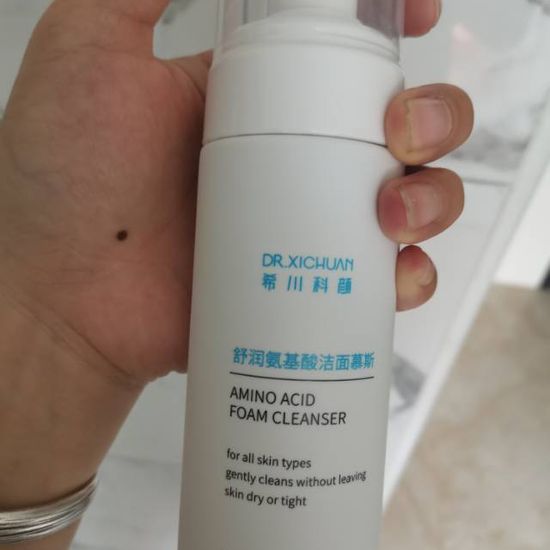 DR.XICHUAN
希川科顏
舒润氨基酸洁面慕斯
AMINO ACID
FOAM CLEANSER
for all skin types
gently cleans without leaving
skin dry or tight